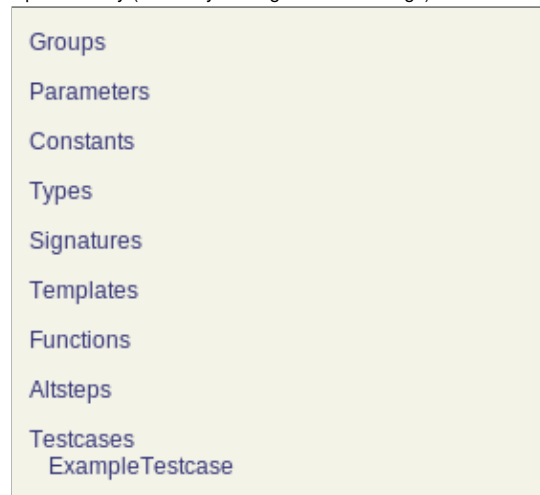 Groups
Parameters
Constants
Types
Signatures
Templates
Functions
Altsteps
Testcases
ExampleTestcase